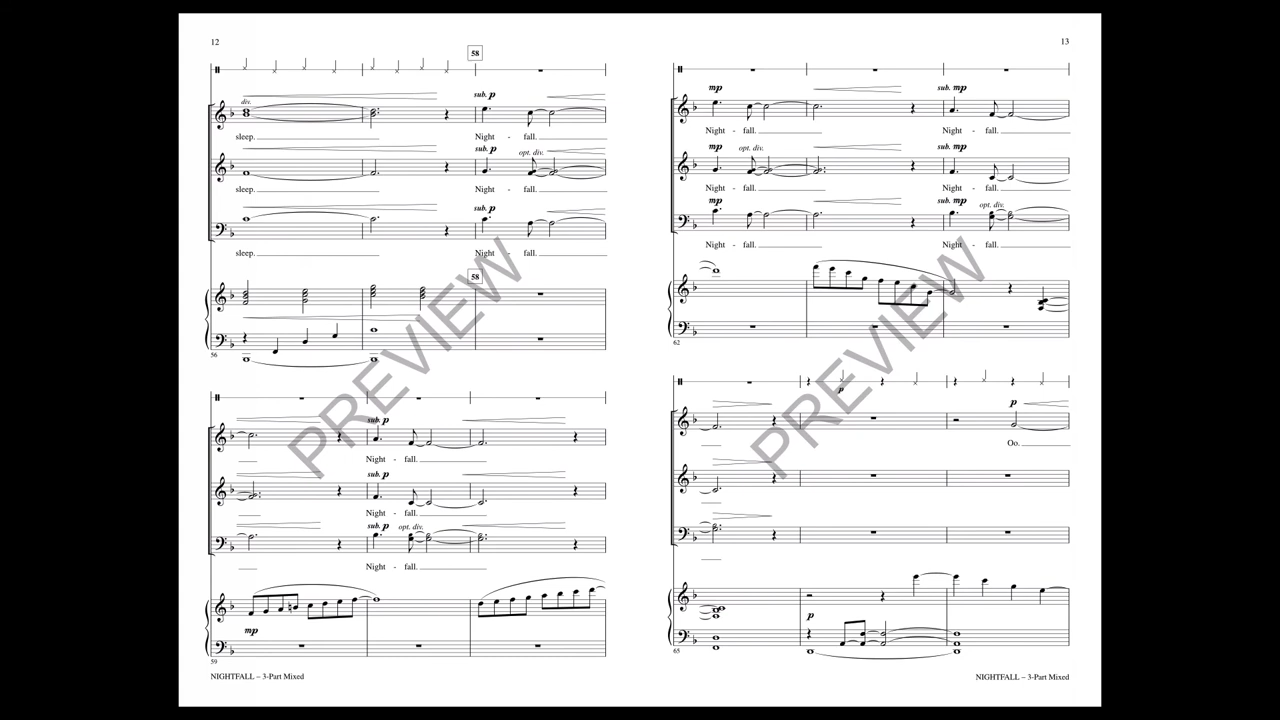 12
58
div.
sub. p
sleep.
Night - fall.
sub. p
opt. div.
sleep.
Night - fall.
sub. p
sleep.
Night - fall.
58
56
sub. p
Night - fall.
sub. p
Night - fall.
sub. p
opt. div.
Night - fall.
mp
59
NIGHTFALL – 3-Part Mixed
PREVIEW
13
mp
sub. mp
Night - fall.
Night - fall.
mp
opt. div.
sub. mp
Night - fall.
Night - fall.
mp
sub. mp
opt. div.
Night - fall.
Night - fall.
62
p
p
Oo.
p
65
NIGHTFALL – 3-Part Mixed
PREVIEW